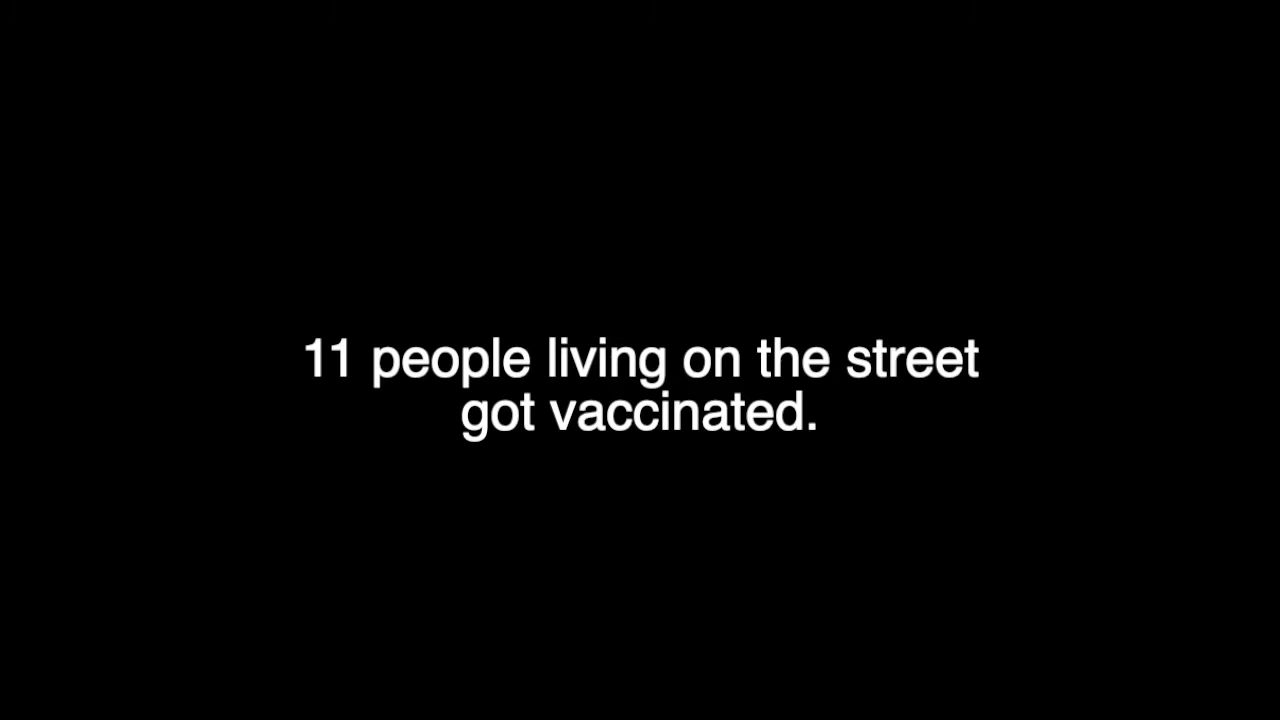 11 people living on the street
got vaccinated.